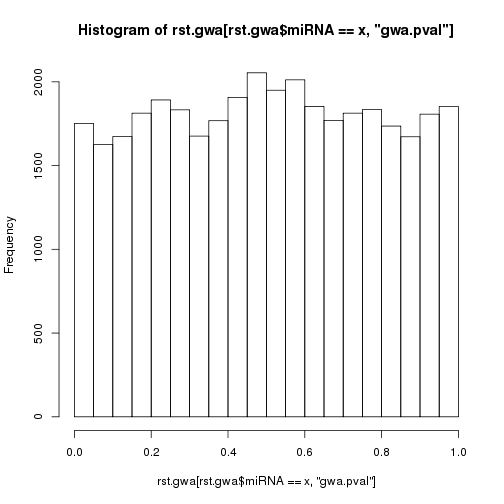 Histogram of rst.gwa[rst.gwa$miRNA == x, "gwa.pval"]
Frequency
2000
1500
1000
500
0
0.0 0.2 0.4 0.6 0.8 1.0
rst.gwa[rst.gwa$miRNA == x, "gwa.pval"]